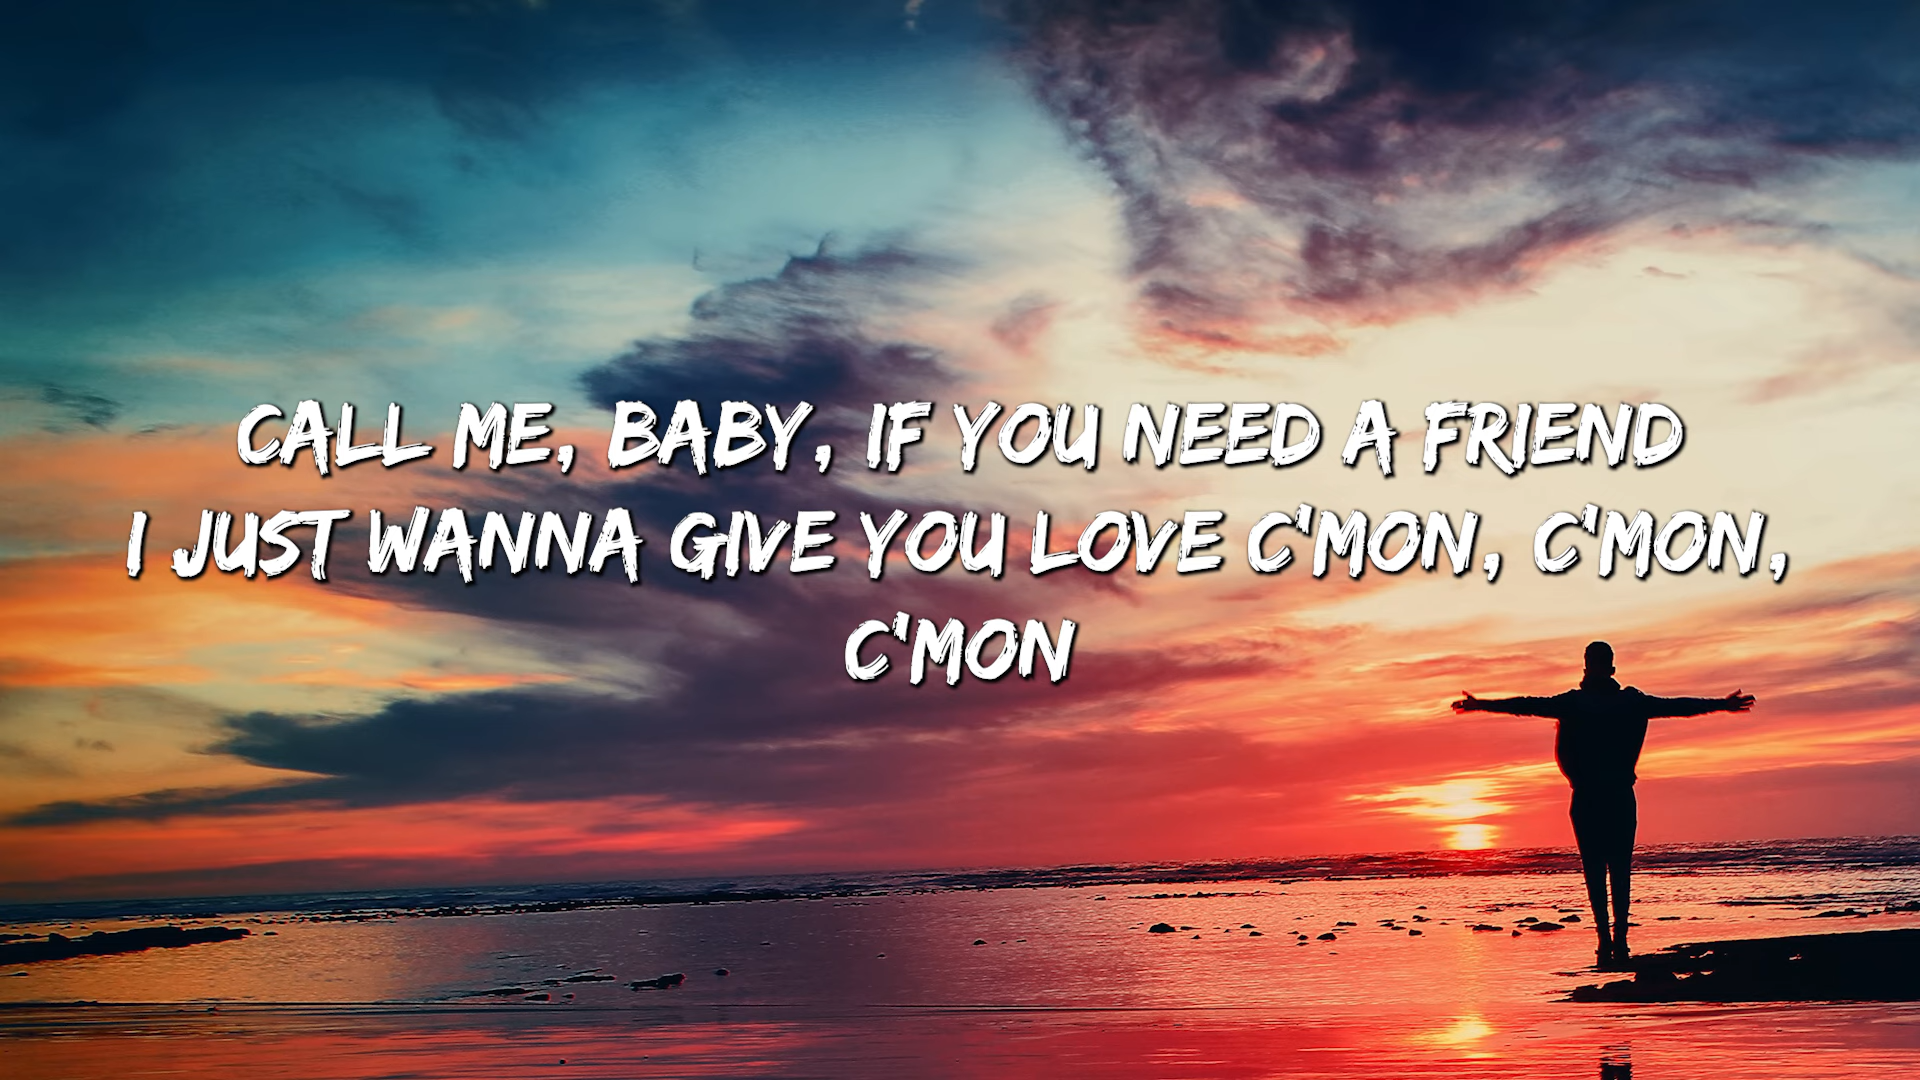 CALL ME, BABY, IF YOU NEED A FRIEND
I JUST WANNA GIVE YOU LOVE C'MON, C'MON,
C'MON